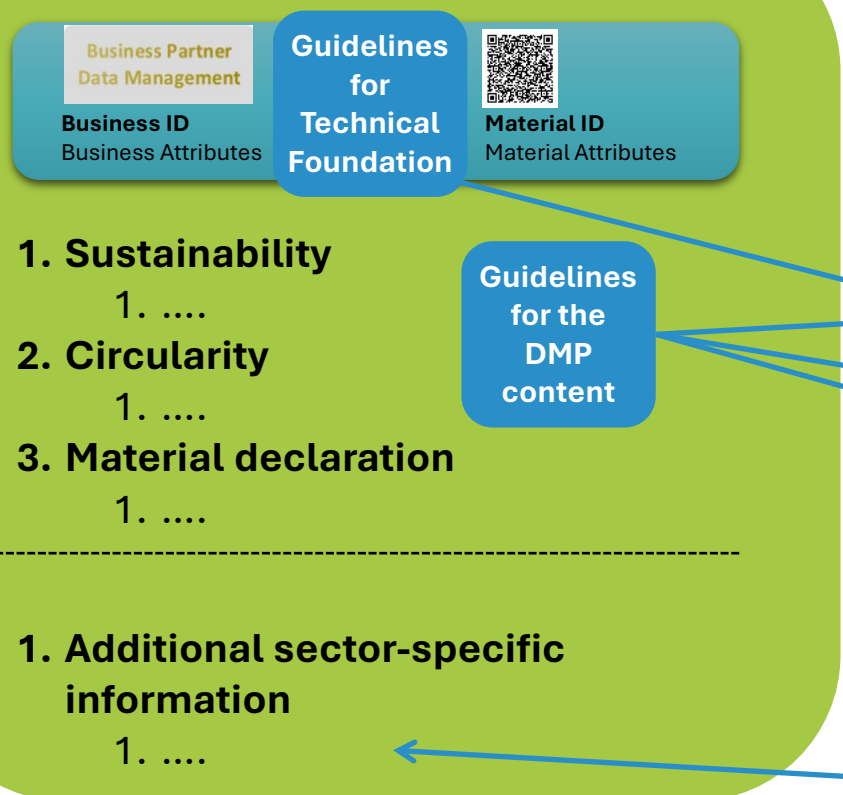 Business Partner
Data Management
Business ID
Business Attributes
Guidelines
for
Technical
Foundation
Material ID
Material Attributes
1. Sustainability
1. ....
2. Circularity
1. ....
3. Material declaration
1. ....
Guidelines
for the
DMP
content
1. Additional sector-specific
information
1. ....